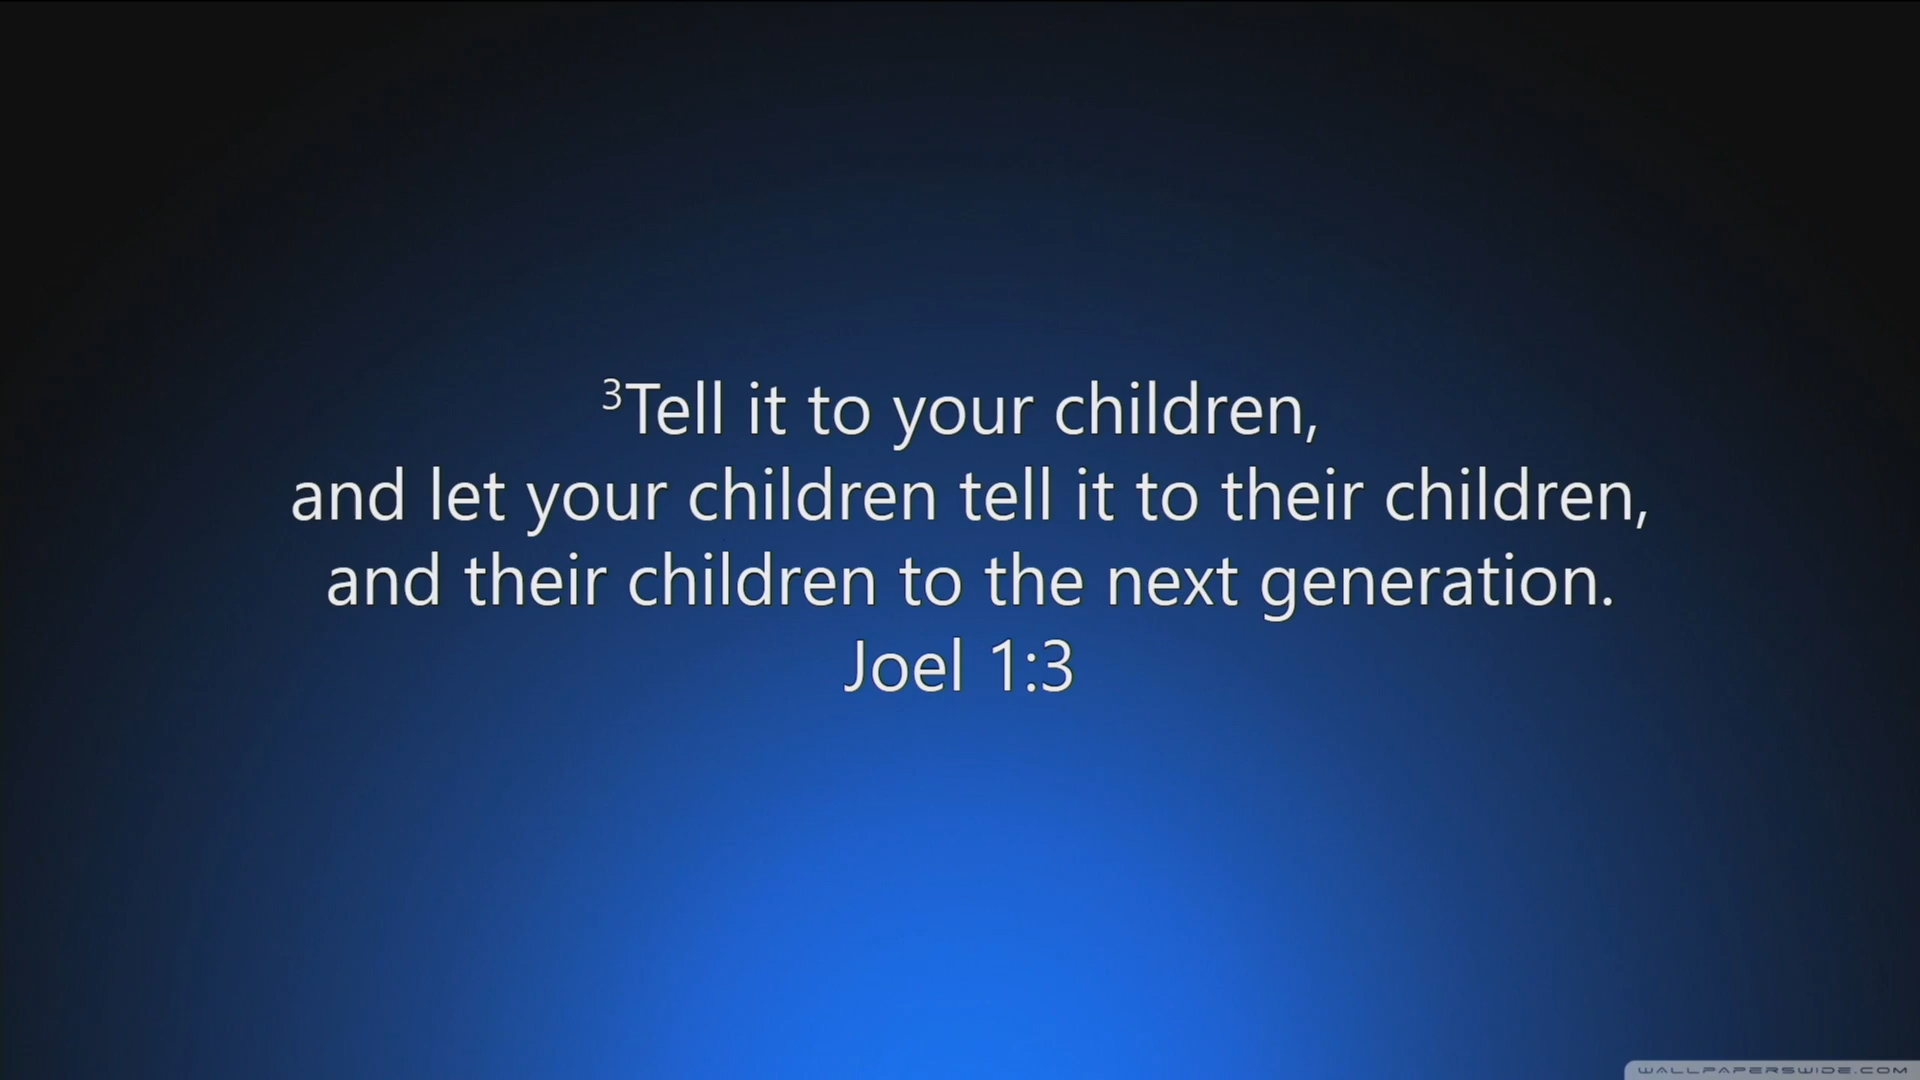 ³Tell it to your children,
and let your children tell it to their children,
and their children to the next generation.
Joel 1:3
WALLPAPERSWIDE.COM